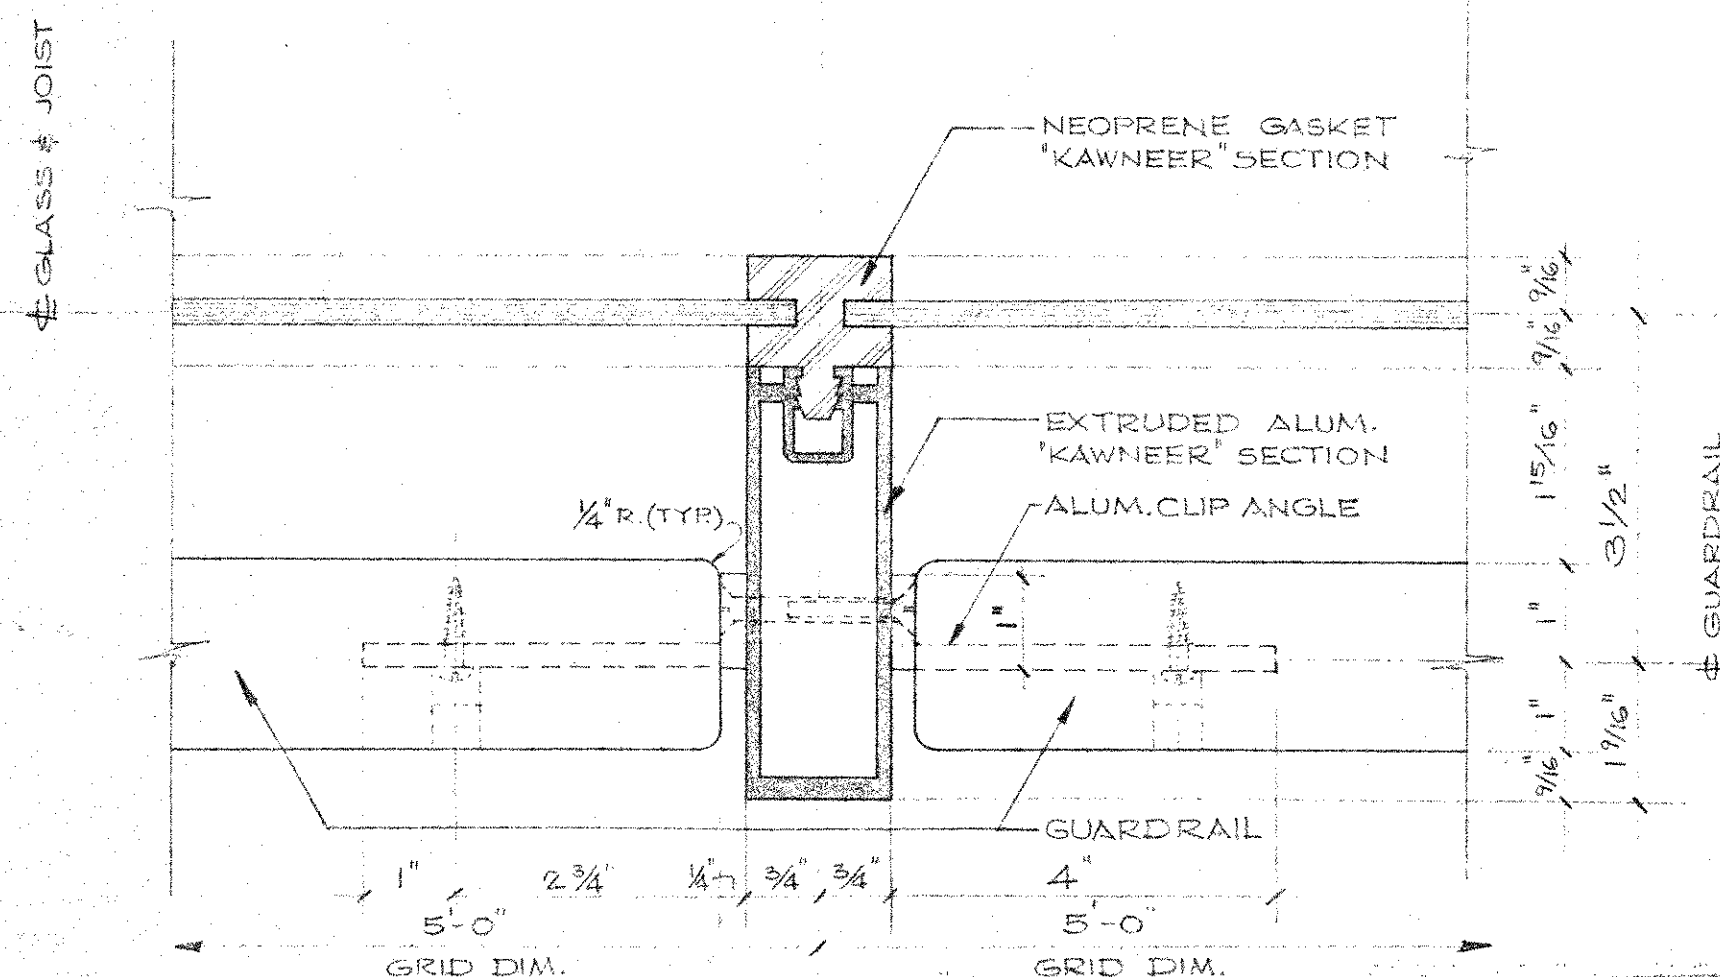 ℄ GLASS & JOIST
NEOPRENE GASKET
"KAWNEER" SECTION
9/16"
9/16"
EXTRUDED ALUM.
"KAWNEER" SECTION
1 15/16"
3 1/2"
℄ GUARDRAIL
ALUM. CLIP ANGLE
1/4" R. (TYP.)
1"
1"
1"
1 9/16"
9/16"
GUARDRAIL
1"
2 3/4"
1/4"
3/4"
3/4"
4"
5'-0"
5'-0"
GRID DIM.
GRID DIM.